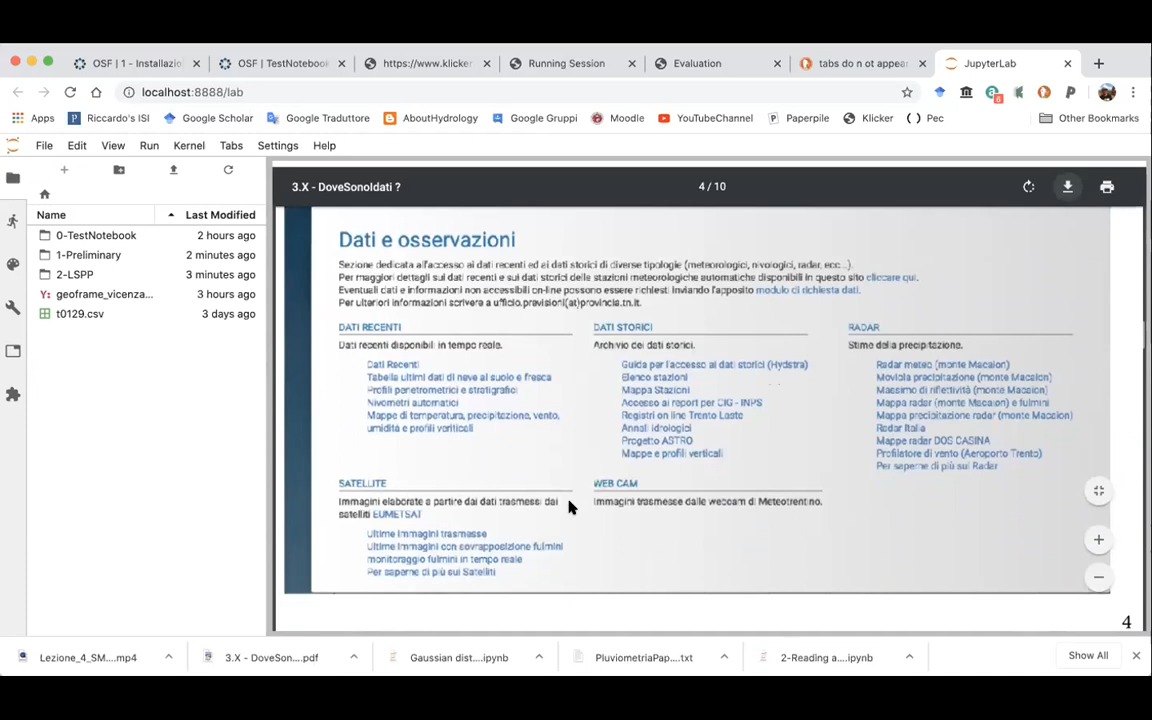 OSF | 1 - Installazio
OSF | TestNotebook
https://www.klicker
Running Session
Evaluation
tabs do n ot appear
JupyterLab
localhost:8888/lab
6
Apps
Riccardo's ISI
Google Scholar
Google Traduttore
AboutHydrology
Google Gruppi
Moodle
YouTubeChannel
Paperpile
Klicker
Pec
Other Bookmarks
File Edit View Run Kernel Tabs Settings Help
Name
Last Modified
0-TestNotebook 2 hours ago
1-Preliminary 2 minutes ago
2-LSPP 3 minutes ago
geoframe_vicenza... 3 hours ago
t0129.csv 3 days ago
3.X - DoveSonoIdati ?
4 / 10
Dati e osservazioni
Sezione dedicata all'accesso ai dati recenti ed ai dati storici di diverse tipologie (meteorologici, nivologici, radar, ecc...).
Per maggiori dettagli sui dati recenti e sui dati storici delle stazioni meteorologiche automatiche disponibili in questo sito cliccare qui.
Eventuali dati e informazioni non accessibili on-line possono essere richiesti inviando l'apposito modulo di richiesta dati.
Per ulteriori informazioni scrivere a ufficio.previsioni(at)provincia.tn.it.
DATI RECENTI
Dati recenti disponibili in tempo reale.
Dati Recenti
Tabella ultimi dati di neve al suolo e fresca
Profili penetrometrici e stratigrafici
Nivometri automatici
Mappe di temperatura, precipitazione, vento,
umidità e profili veriticali
DATI STORICI
Archivio dei dati storici.
Guida per l'accesso ai dati storici (Hydstra)
Elenco stazioni
Mappa Stazioni
Accesso ai report per CIG - INPS
Registri on line Trento Laste
Annali idrologici
Progetto ASTRO
Mappe e profili verticali
RADAR
Stime della precipitazione.
Radar meteo (monte Macaion)
Moviola precipitazione (monte Macaion)
Massimo di riflettività (monte Macaion)
Mappa radar (monte Macaion) e fulmini
Mappa precipitazione radar (monte Macaion)
Radar Italia
Mappe radar DOS CASINA
Profilatore di vento (Aeroporto Trento)
Per saperne di più sui Radar
SATELLITE
Immagini elaborate a partire dai dati trasmessi dai
satelliti EUMETSAT
Ultime immagini trasmesse
Ultime immagini con sovrapposizione fulmini
monitoraggio fulmini in tempo reale
Per saperne di più sui Satelliti
WEB CAM
Immagini trasmesse dalle webcam di Meteotrentino.
4
Lezione_4_SM....mp4
3.X - DoveSon....pdf
Gaussian dist....ipynb
PluviometriaPap....txt
2-Reading a....ipynb
Show All